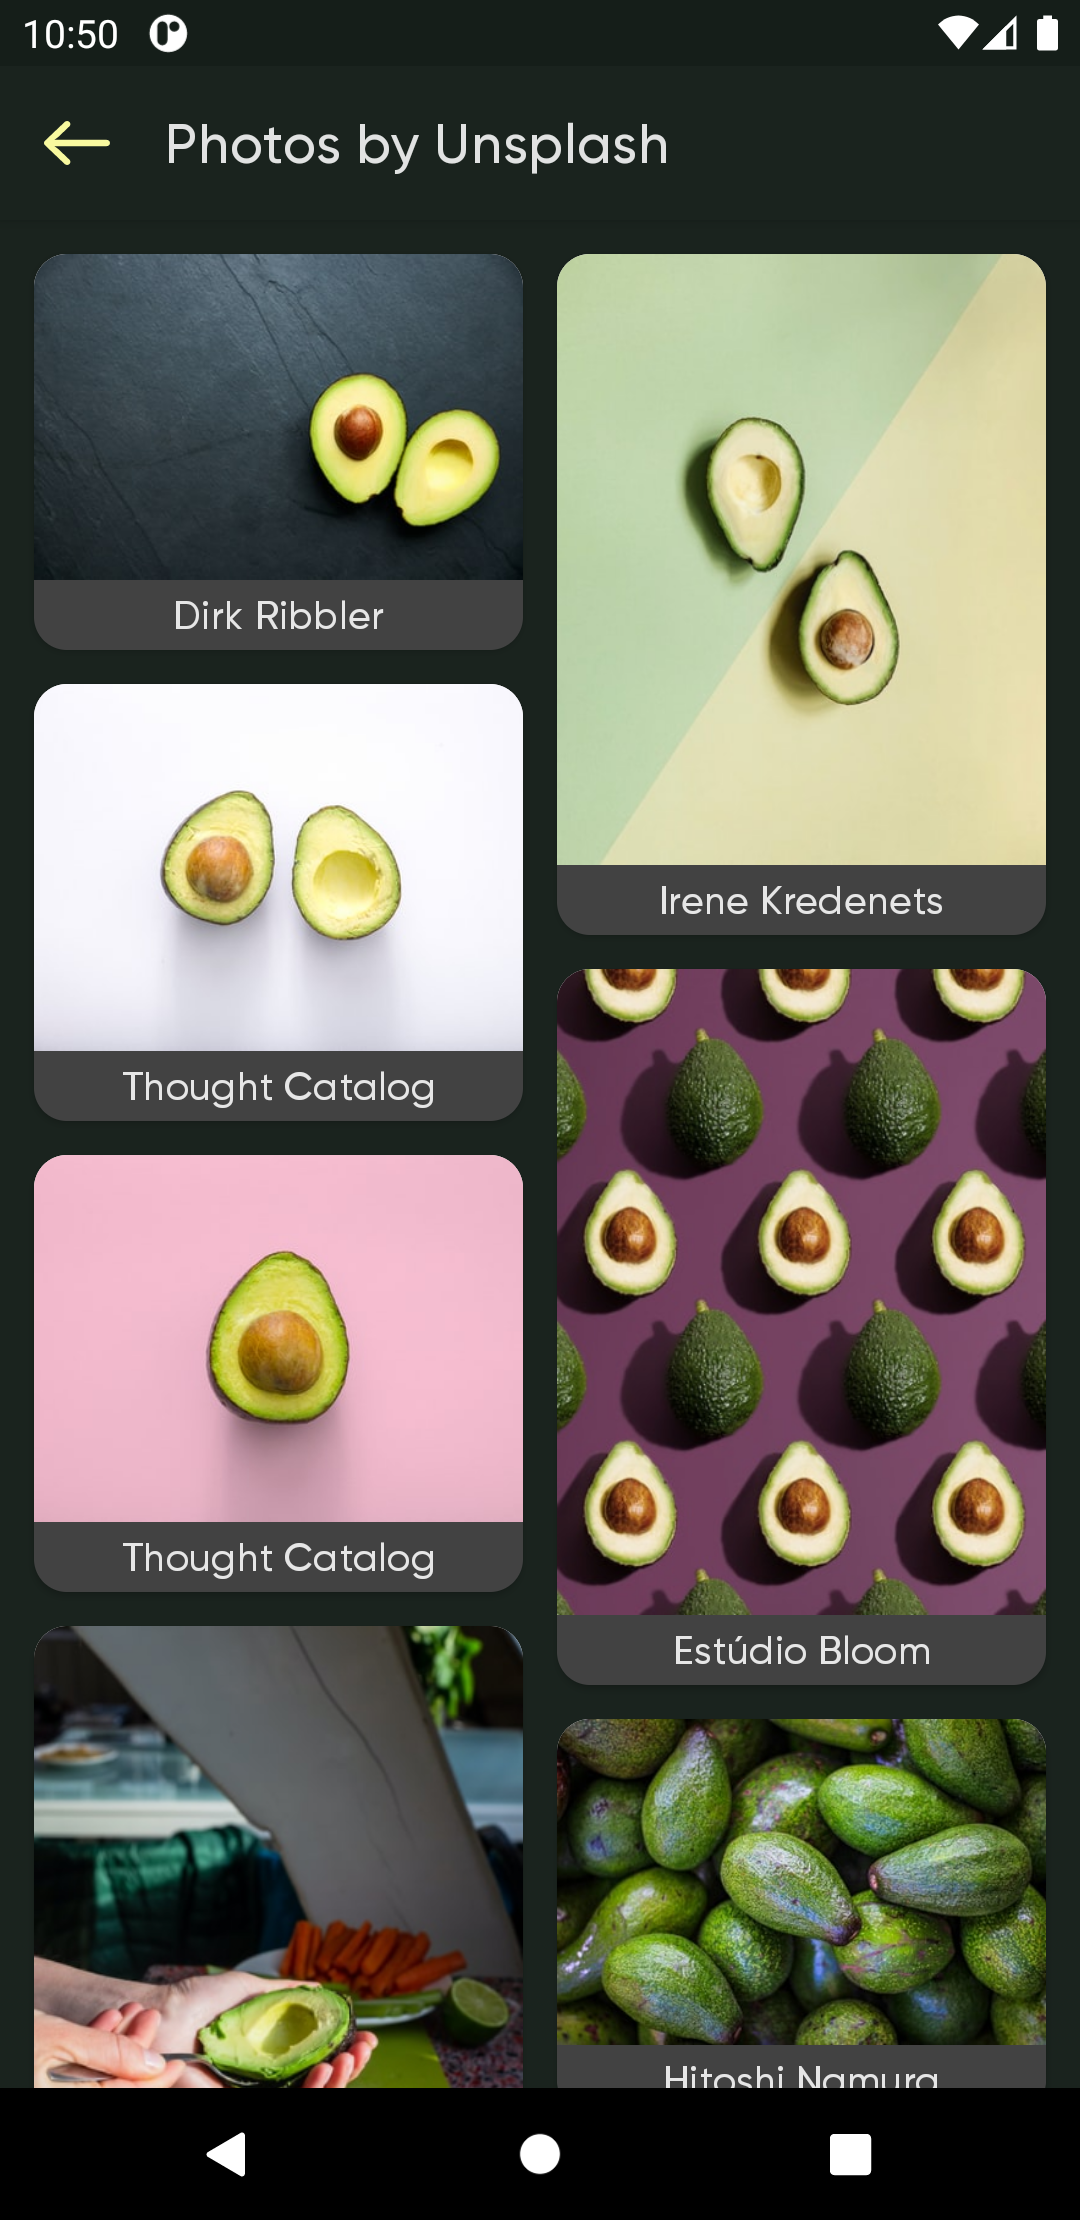 10:50
Photos by Unsplash
Dirk Ribbler
Irene Kredenets
Thought Catalog
Thought Catalog
Estúdio Bloom
Hitoshi Namura